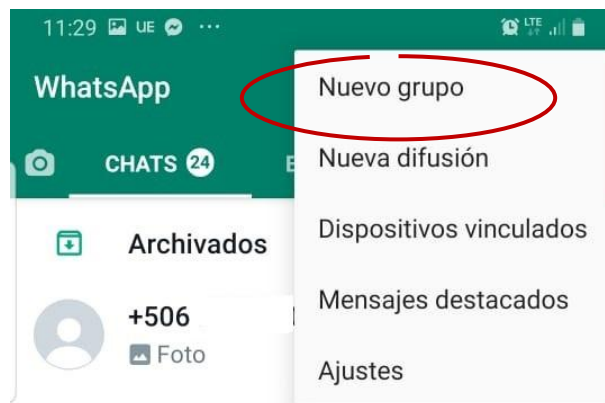 11:29 UE ... LTE
WhatsApp
CHATS 24
E
Archivados
+506
Foto
Nuevo grupo
Nueva difusión
Dispositivos vinculados
Mensajes destacados
Ajustes